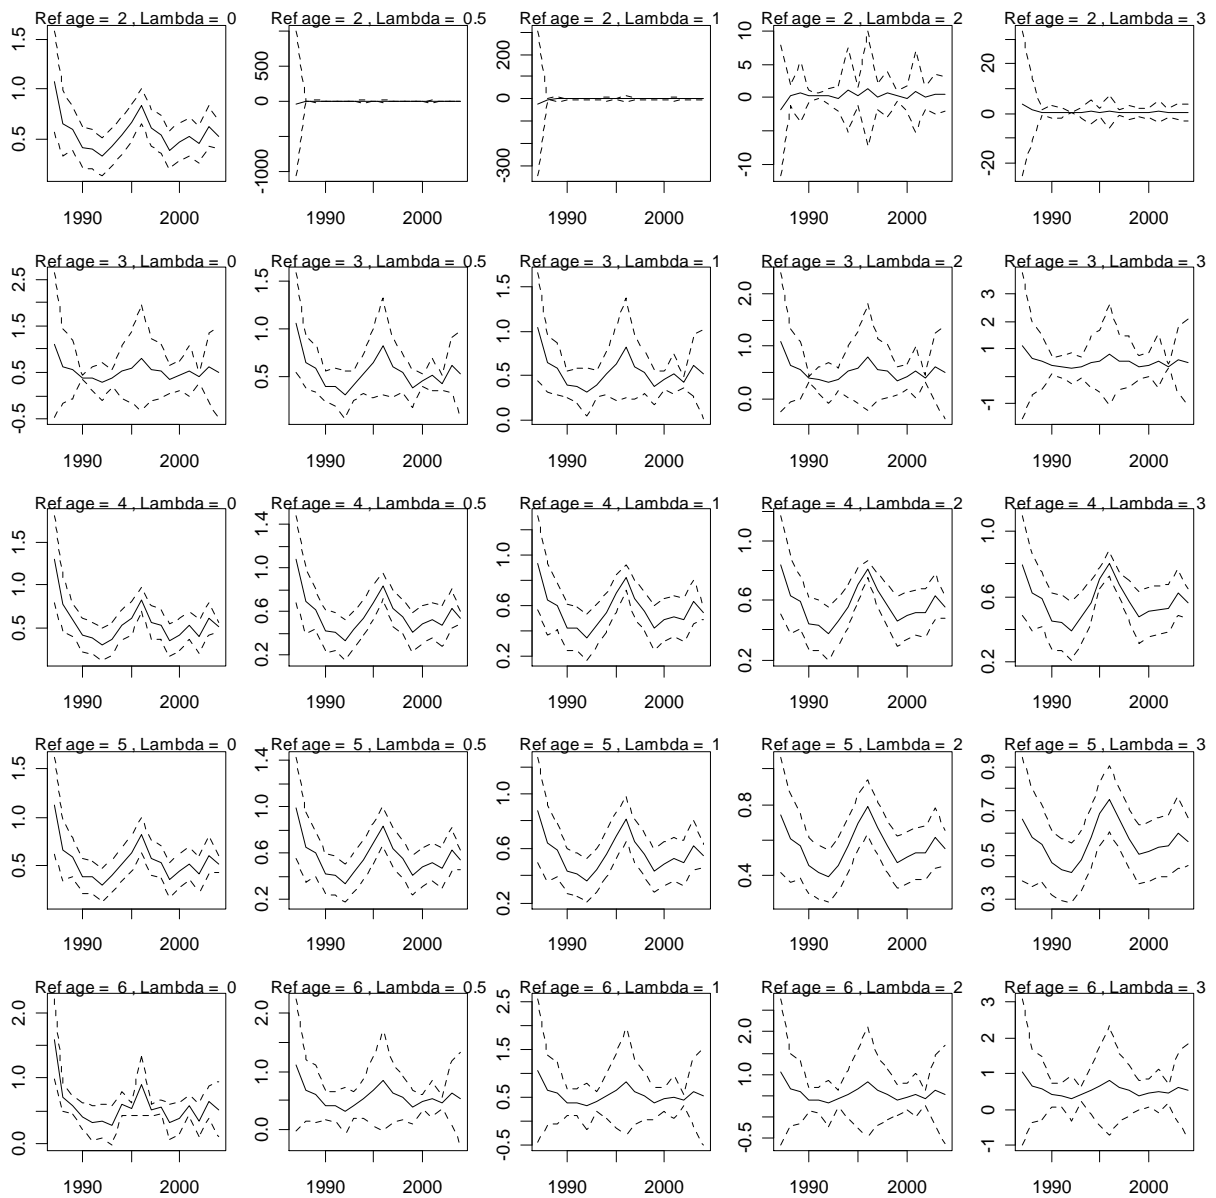 Ref age = 2 , Lambda = 0 Ref age = 2 , Lambda = 0.5 Ref age = 2 , Lambda = 1 Ref age = 2 , Lambda = 2 Ref age = 2 , Lambda = 3
0.5 1.0 1.5
-1000 0 500
-300 0 200
-10 0 5 10
-20 0 20
1990 2000 1990 2000 1990 2000 1990 2000 1990 2000
Ref age = 3 , Lambda = 0 Ref age = 3 , Lambda = 0.5 Ref age = 3 , Lambda = 1 Ref age = 3 , Lambda = 2 Ref age = 3 , Lambda = 3
-0.5 0.5 1.5 2.5
0.5 1.0 1.5
0.0 0.5 1.0 1.5
0.0 1.0 2.0
-1 1 2 3
1990 2000 1990 2000 1990 2000 1990 2000 1990 2000
Ref age = 4 , Lambda = 0 Ref age = 4 , Lambda = 0.5 Ref age = 4 , Lambda = 1 Ref age = 4 , Lambda = 2 Ref age = 4 , Lambda = 3
0.5 1.0 1.5
0.2 0.6 1.0 1.4
0.2 0.6 1.0
0.2 0.6 1.0
0.2 0.6 1.0
1990 2000 1990 2000 1990 2000 1990 2000 1990 2000
Ref age = 5 , Lambda = 0 Ref age = 5 , Lambda = 0.5 Ref age = 5 , Lambda = 1 Ref age = 5 , Lambda = 2 Ref age = 5 , Lambda = 3
0.5 1.0 1.5
0.2 0.6 1.0 1.4
0.2 0.6 1.0
0.4 0.8
0.3 0.5 0.7 0.9
1990 2000 1990 2000 1990 2000 1990 2000 1990 2000
Ref age = 6 , Lambda = 0 Ref age = 6 , Lambda = 0.5 Ref age = 6 , Lambda = 1 Ref age = 6 , Lambda = 2 Ref age = 6 , Lambda = 3
0.0 1.0 2.0
0.0 1.0 2.0
-0.5 0.5 1.5 2.5
-0.5 1.0 2.0
-1 0 1 2 3
1990 2000 1990 2000 1990 2000 1990 2000 1990 2000